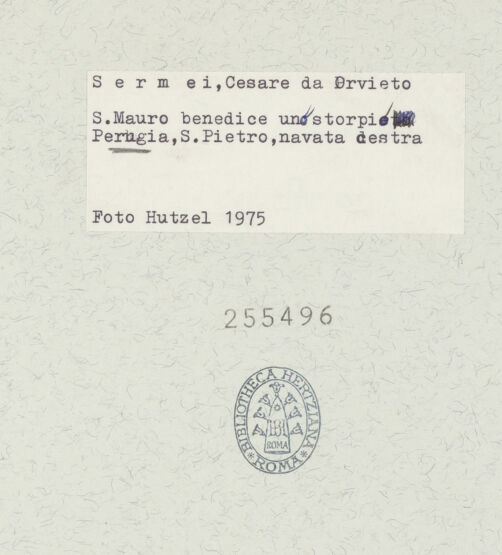 S e r m e i,Cesare da Orvieto
S.Mauro benedice uno storpio
Perugia,S.Pietro,navata destra
Foto Hutzel 1975
255496
BIBLIOTHECA HERTZIANA
BH
ROMA
* ROMA *